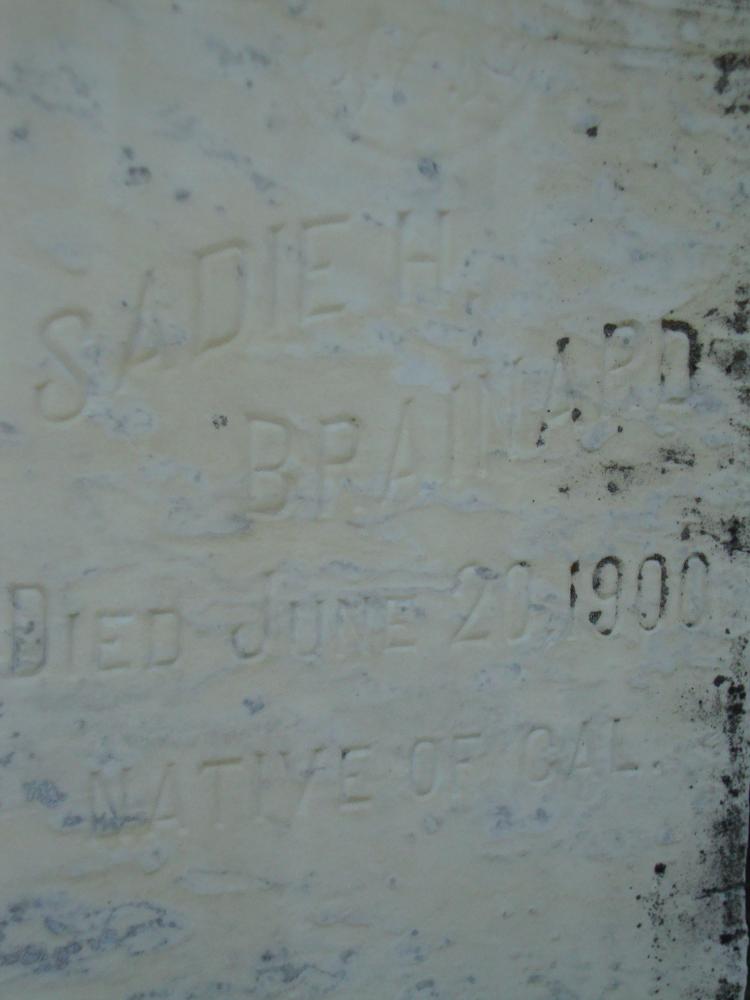 SADIE H.
BRAINARD
DIED JUNE 20, 1900
NATIVE OF CAL.